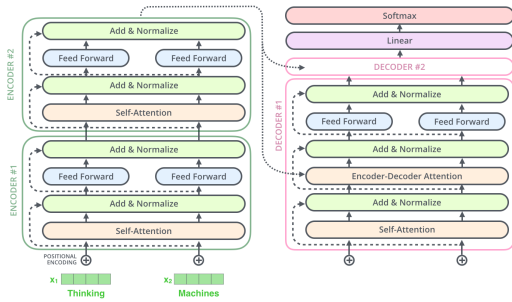 ENCODER #2
Add & Normalize
Feed Forward
Feed Forward
Add & Normalize
Self-Attention
ENCODER #1
Add & Normalize
Feed Forward
Feed Forward
Add & Normalize
Self-Attention
POSITIONAL
ENCODING
x₁
x₂
Thinking
Machines
Softmax
Linear
DECODER #2
DECODER #1
Add & Normalize
Feed Forward
Feed Forward
Add & Normalize
Encoder-Decoder Attention
Add & Normalize
Self-Attention